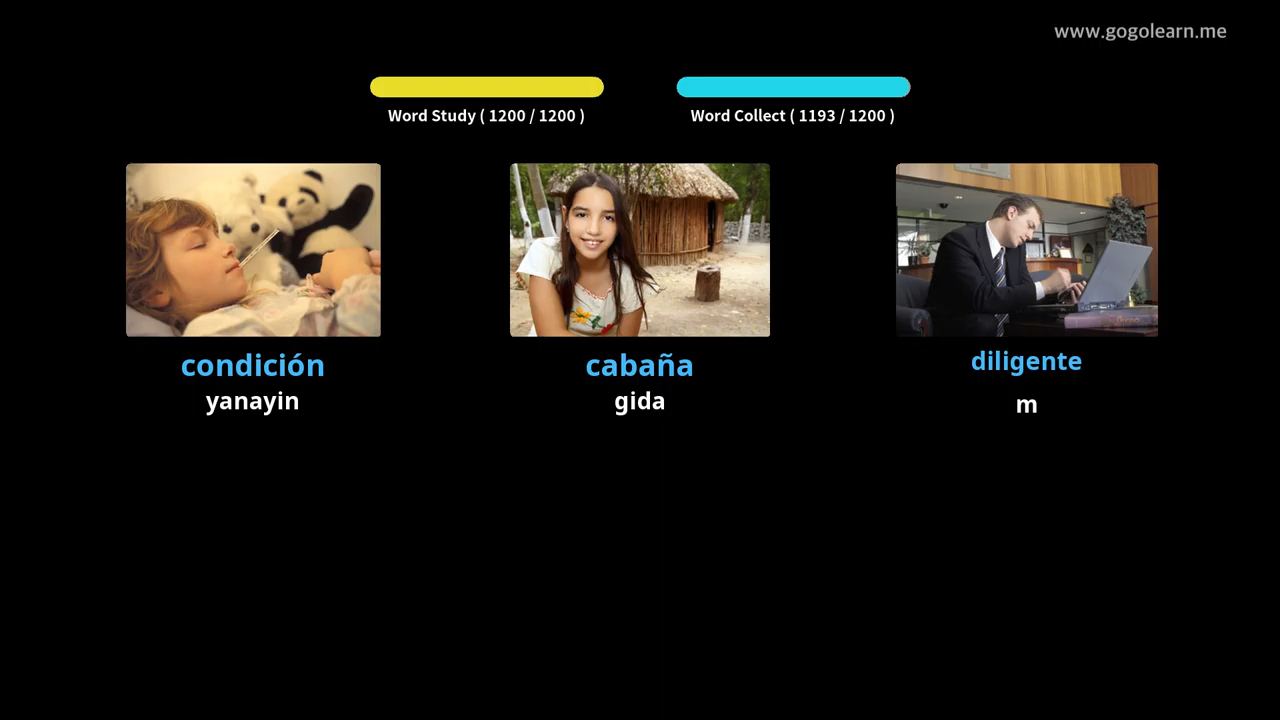 www.gogolearn.me
Word Study ( 1200 / 1200 )
Word Collect ( 1193 / 1200 )
condición
yanayin
cabaña
gida
diligente
m